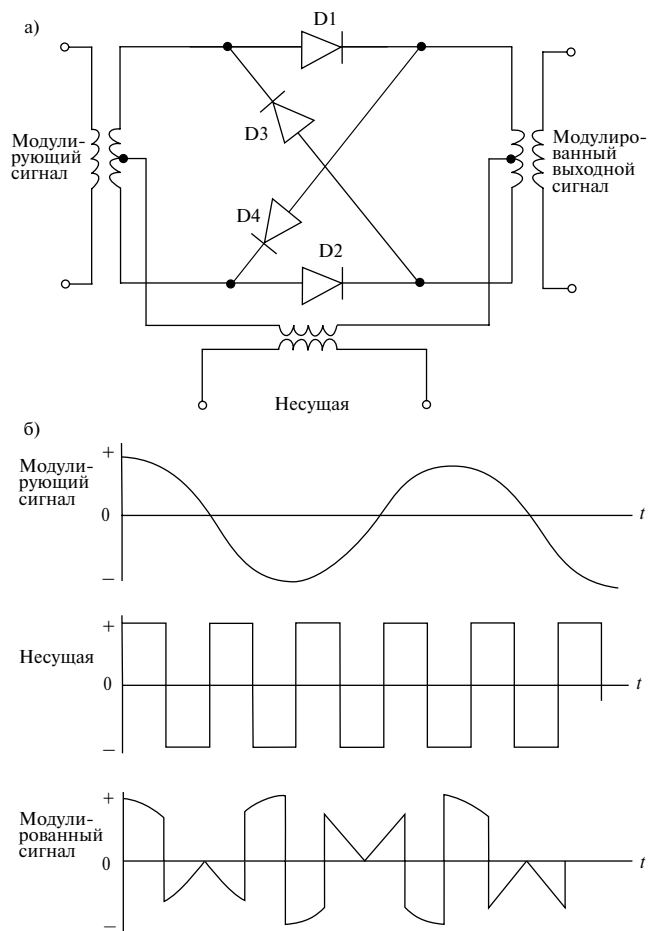 а)
D1
D3
Модули-
рующий
сигнал
Модулиро-
ванный
выходной
сигнал
D4
D2
Несущая
б)
+
Модули-
рующий
сигнал
0
t
−
+
Несущая
0
t
−
+
Модули-
рованный
сигнал
0
t
−